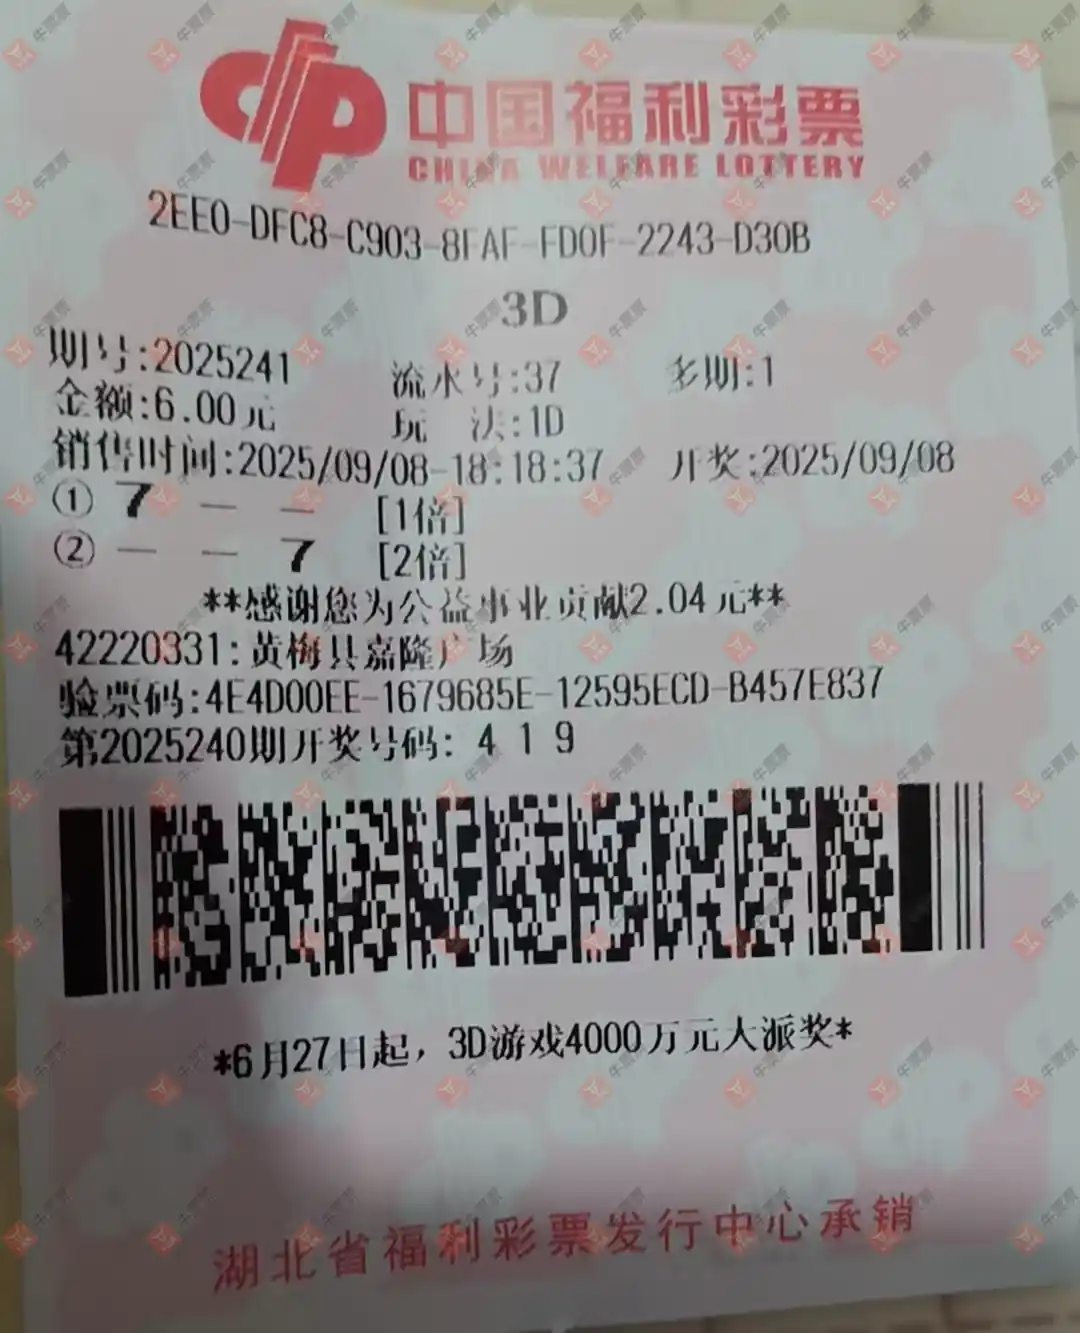 中国福利彩票
CHINA WELFARE LOTTERY
2EE0-DFC8-C903-8FAF-FD0F-2243-D30B
3D
期号:2025241 流水号:37 多期:1
金额:6.00元 玩 法:1D
销售时间:2025/09/08-18:18:37 开奖:2025/09/08
① 7 — — [1倍]
② — — 7 [2倍]
**感谢您为公益事业贡献2.04元**
42220331:黄梅县嘉隆广场
验票码:4E4D00EE-1679685E-12595ECD-B457E837
第2025240期开奖号码: 4 1 9
*6月27日起，3D游戏4000万元大派奖*
湖北省福利彩票发行中心承销